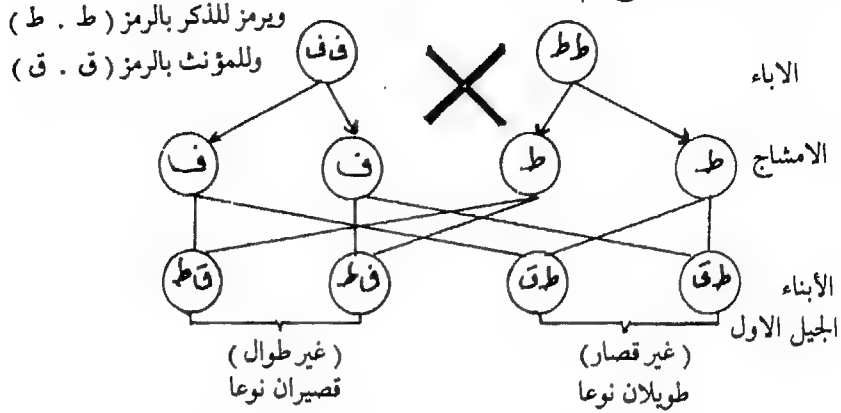 ويرمز للذكر بالرمز ( ط . ط )
وللمؤنث بالرمز ( ق . ق )
الاباء
ط ط
ف ف
الامشاج
ط
ط
ف
ف
الأبناء
الجيل الاول
ط ق
ط ق
ف ط
ق ط
( غير قصار )
طويلان نوعا
( غير طوال )
قصيران نوعا